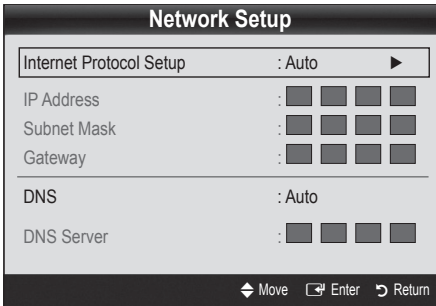 Network Setup
Internet Protocol Setup : Auto ►
IP Address :
Subnet Mask :
Gateway :
DNS : Auto
DNS Server :
Move Enter Return